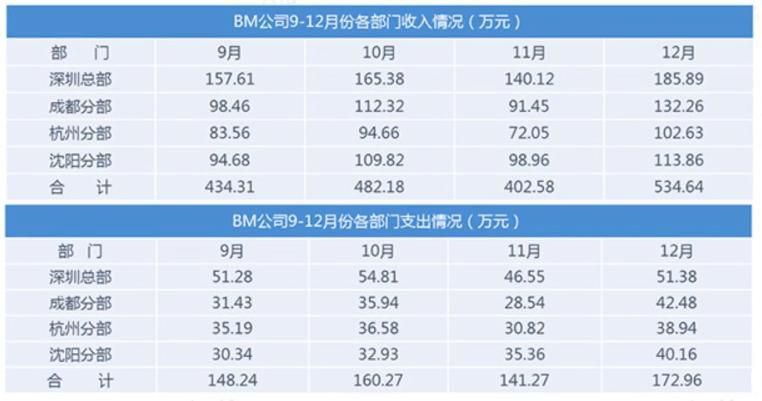 BM公司9-12月份各部门收入情况（万元）
部 门 9月 10月 11月 12月
深圳总部 157.61 165.38 140.12 185.89
成都分部 98.46 112.32 91.45 132.26
杭州分部 83.56 94.66 72.05 102.63
沈阳分部 94.68 109.82 98.96 113.86
合 计 434.31 482.18 402.58 534.64
BM公司9-12月份各部门支出情况（万元）
部 门 9月 10月 11月 12月
深圳总部 51.28 54.81 46.55 51.38
成都分部 31.43 35.94 28.54 42.48
杭州分部 35.19 36.58 30.82 38.94
沈阳分部 30.34 32.93 35.36 40.16
合 计 148.24 160.27 141.27 172.96